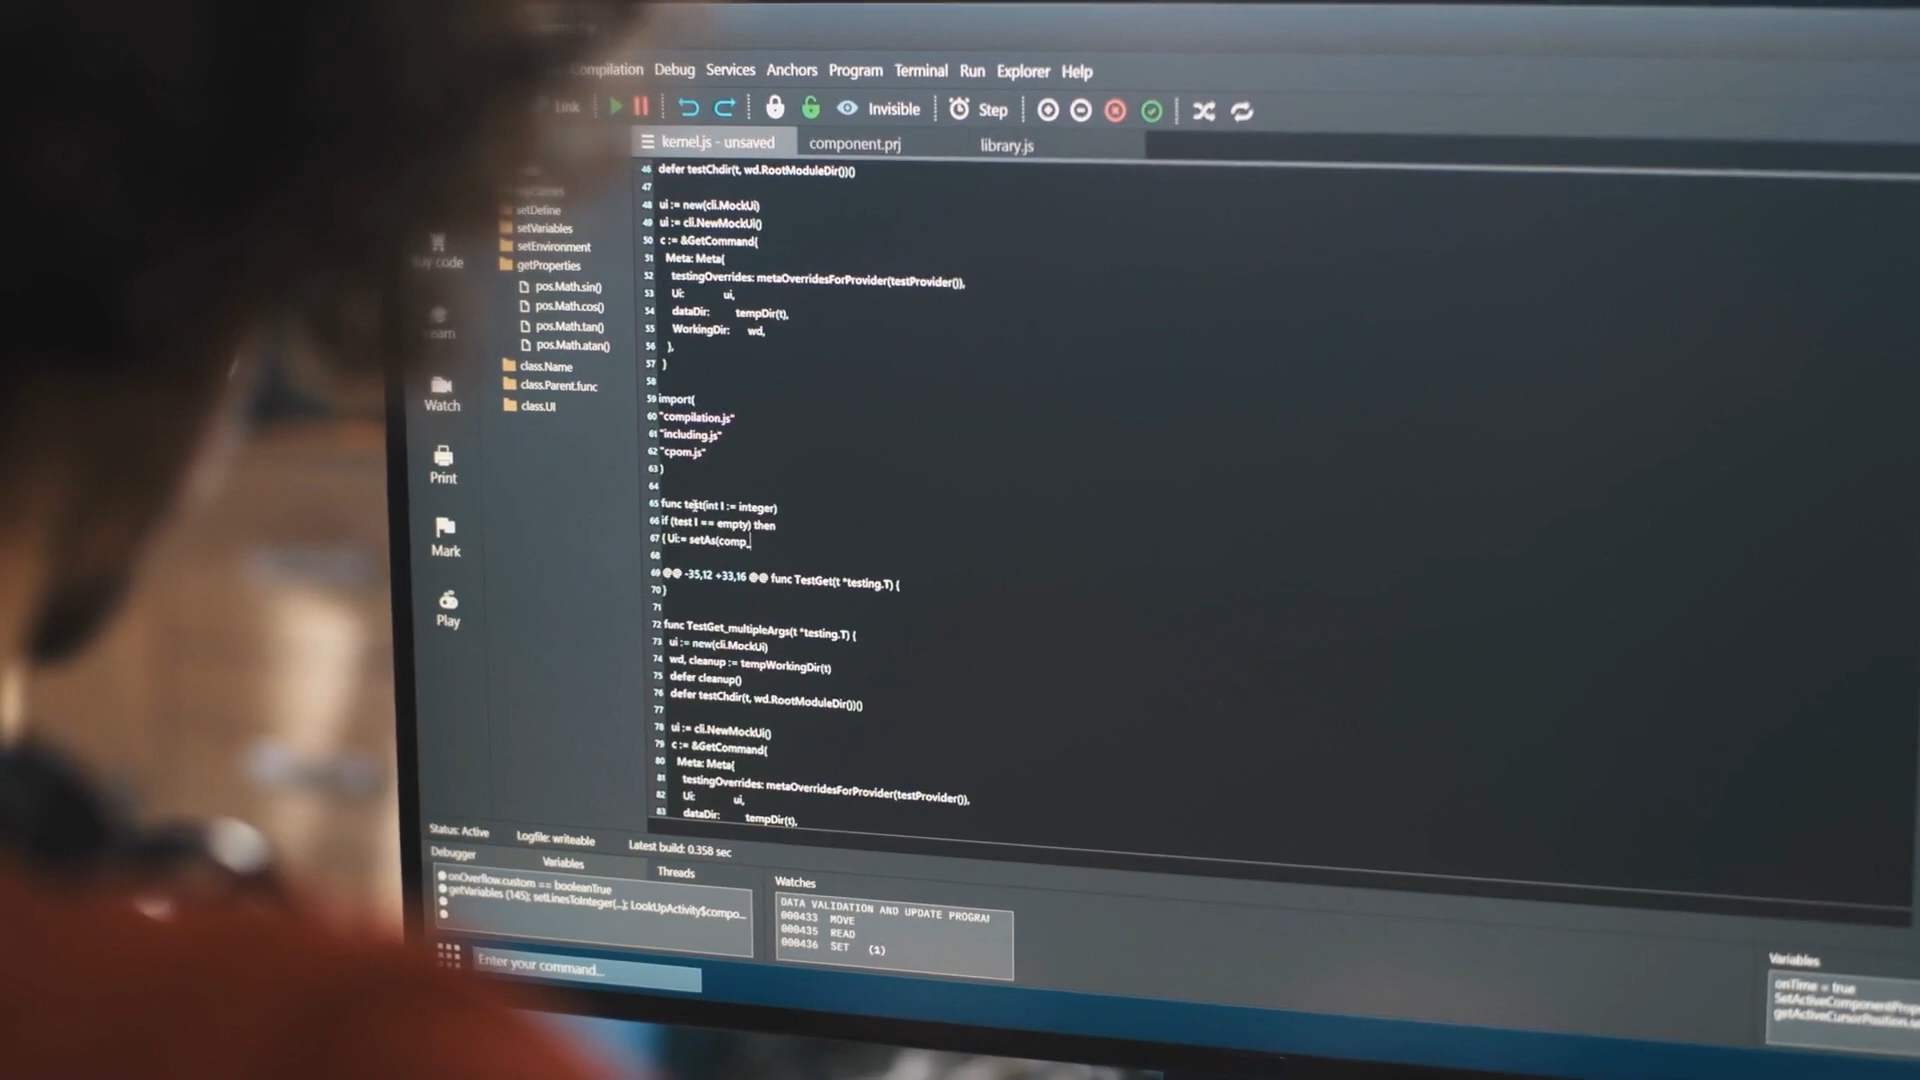 Compilation Debug Services Anchors Program Terminal Run Explorer Help
Link Invisible Step
kernel.js - unsaved component.prj library.js
setDefine
setVariables
setEnvironment
getProperties
pos.Math.sin()
pos.Math.cos()
pos.Math.tan()
pos.Math.atan()
class.Name
class.Parent.func
class.UI
code
Watch
Print
Mark
Play
46 defer testChdir(t, wd.RootModuleDir())()
47
48 ui := new(cli.MockUi)
49 ui := cli.NewMockUi()
50 c := &GetCommand{
51 Meta: Meta{
52 testingOverrides: metaOverridesForProvider(testProvider()),
53 Ui: ui,
54 dataDir: tempDir(t),
55 WorkingDir: wd,
56 },
57 }
58
59 import(
60 "compilation.js"
61 "including.js"
62 "cpom.js"
63 )
64
65 func test(int I := integer)
66 if (test I == empty) then
67 { Ui:= setAs(comp_
68
69 @@ -35,12 +33,16 @@ func TestGet(t *testing.T) {
70 }
71
72 func TestGet_multipleArgs(t *testing.T) {
73 ui := new(cli.MockUi)
74 wd, cleanup := tempWorkingDir(t)
75 defer cleanup()
76 defer testChdir(t, wd.RootModuleDir())()
77
78 ui := cli.NewMockUi()
79 c := &GetCommand{
80 Meta: Meta{
81 testingOverrides: metaOverridesForProvider(testProvider()),
82 Ui: ui,
83 dataDir: tempDir(t),
Status: Active Logfile: writeable Latest build: 0.358 sec
Debugger Variables Threads
onOverflow.custom == booleanTrue
getVariables (145); setLinesToInteger(...); LookUpActivity$compo...
Watches
DATA VALIDATION AND UPDATE PROGRAM
000433 MOVE
000435 READ
000436 SET (1)
Enter your command...
Variables
onTime = true
SetActiveComponentProp
getActiveCursorPosition.